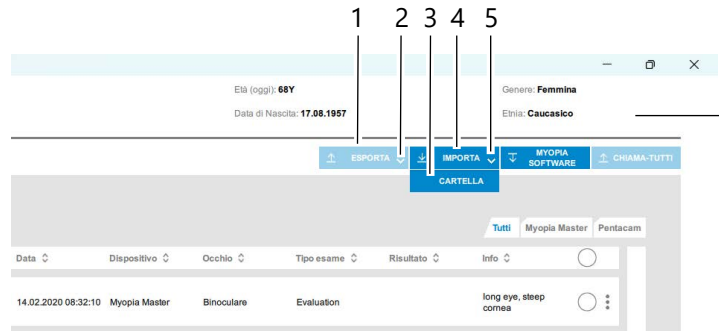 1 2 3 4 5
Età (oggi): 68Y Genere: Femmina
Data di Nascita: 17.08.1957 Etnia: Caucasico
ESPORTA IMPORTA MYOPIA SOFTWARE CHIAMA-TUTTI
CARTELLA
Tutti Myopia Master Pentacam
Data Dispositivo Occhio Tipo esame Risultato Info
14.02.2020 08:32:10 Myopia Master Binoculare Evaluation long eye, steep
cornea